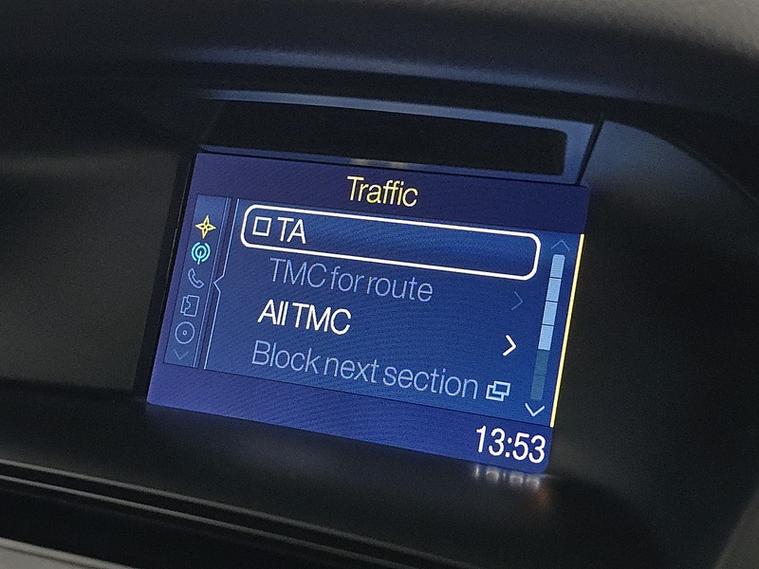 Traffic
TA
TMC for route
All TMC
Block next section
13:53